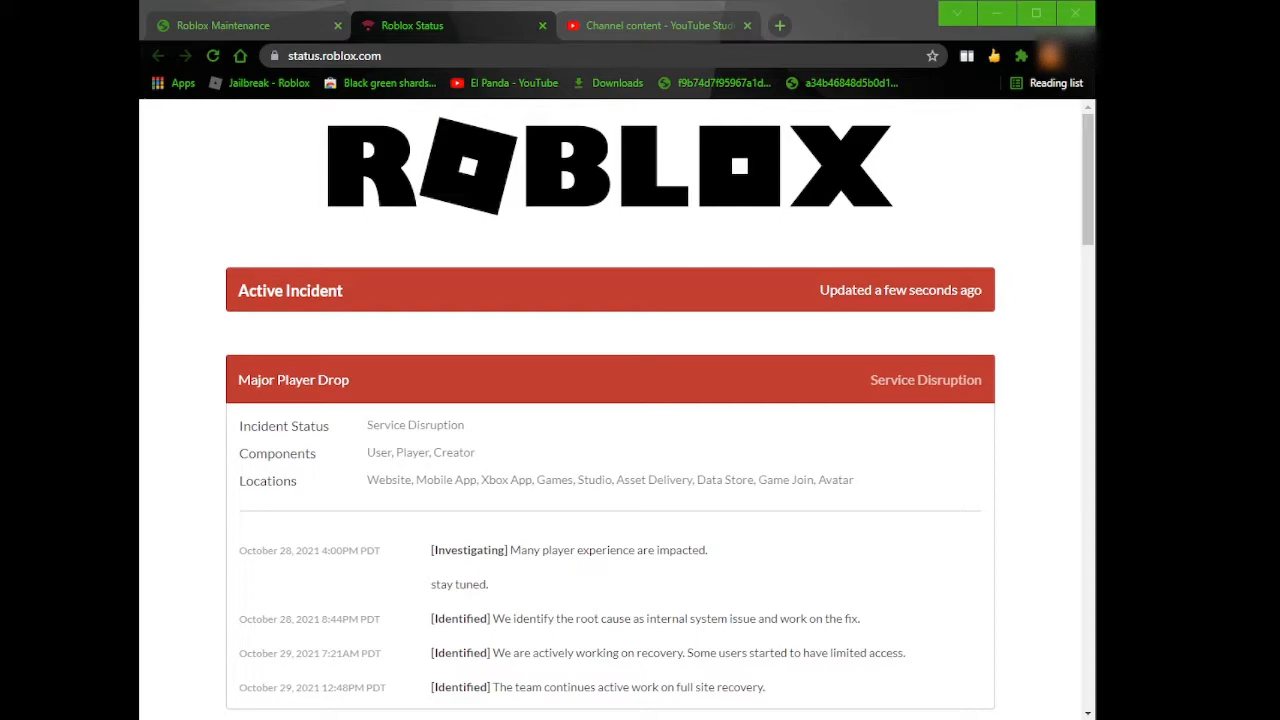 Roblox Maintenance
Roblox Status
Channel content - YouTube Stud
status.roblox.com
Apps
Jailbreak - Roblox
Black green shards...
El Panda - YouTube
Downloads
f9b74d7f95967a1d...
a34b46848d5b0d1...
Reading list
ROBLOX
Active Incident
Updated a few seconds ago
Major Player Drop
Service Disruption
Incident Status
Service Disruption
Components
User, Player, Creator
Locations
Website, Mobile App, Xbox App, Games, Studio, Asset Delivery, Data Store, Game Join, Avatar
October 28, 2021 4:00PM PDT
[Investigating] Many player experience are impacted.
stay tuned.
October 28, 2021 8:44PM PDT
[Identified] We identify the root cause as internal system issue and work on the fix.
October 29, 2021 7:21AM PDT
[Identified] We are actively working on recovery. Some users started to have limited access.
October 29, 2021 12:48PM PDT
[Identified] The team continues active work on full site recovery.